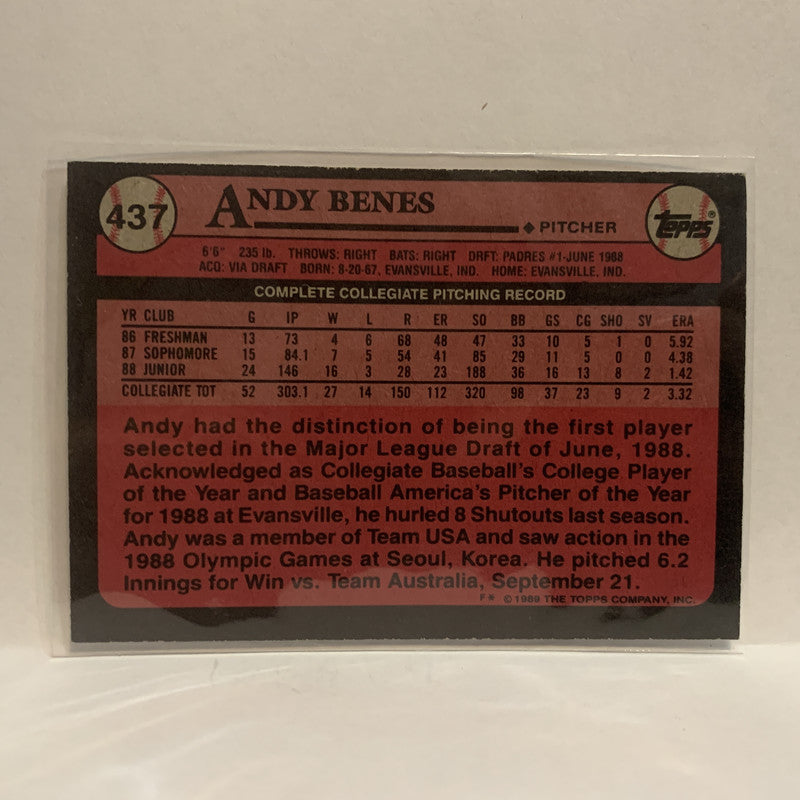 437 ANDY BENES
PITCHER
topps®
6'6" 235 lb. THROWS: RIGHT BATS: RIGHT DRFT: PADRES #1-JUNE 1988
ACQ: VIA DRAFT BORN: 8-20-67, EVANSVILLE, IND. HOME: EVANSVILLE, IND.
COMPLETE COLLEGIATE PITCHING RECORD
YR CLUB G IP W L R ER SO BB GS CG SHO SV ERA
86 FRESHMAN 13 73 4 6 68 48 47 33 10 5 1 0 5.92
87 SOPHOMORE 15 84.1 7 5 54 41 85 29 11 5 0 0 4.38
88 JUNIOR 24 146 16 3 28 23 188 36 16 13 8 2 1.42
COLLEGIATE TOT 52 303.1 27 14 150 112 320 98 37 23 9 2 3.32
Andy had the distinction of being the first player
selected in the Major League Draft of June, 1988.
Acknowledged as Collegiate Baseball's College Player
of the Year and Baseball America's Pitcher of the Year
for 1988 at Evansville, he hurled 8 Shutouts last season.
Andy was a member of Team USA and saw action in the
1988 Olympic Games at Seoul, Korea. He pitched 6.2
Innings for Win vs. Team Australia, September 21.
F* © 1989 THE TOPPS COMPANY, INC.